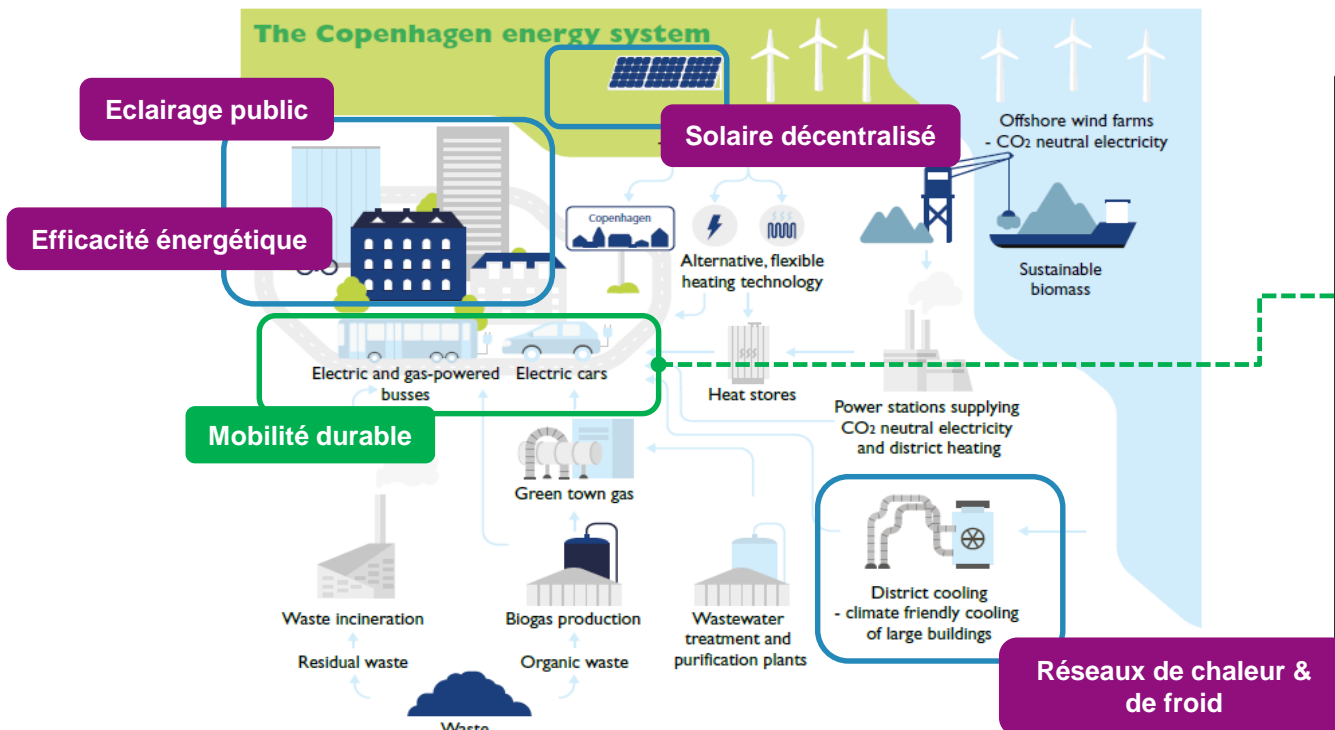 The Copenhagen energy system
Eclairage public
Solaire décentralisé
Offshore wind farms
- CO2 neutral electricity
Efficacité énergétique
Copenhagen
Alternative, flexible
heating technology
Sustainable
biomass
Electric and gas-powered
busses
Electric cars
Heat stores
Power stations supplying
CO2 neutral electricity
and district heating
Mobilité durable
Green town gas
District cooling
- climate friendly cooling
of large buildings
Waste incineration
Biogas production
Wastewater
treatment and
purification plants
Residual waste
Organic waste
Réseaux de chaleur &
de froid
Waste